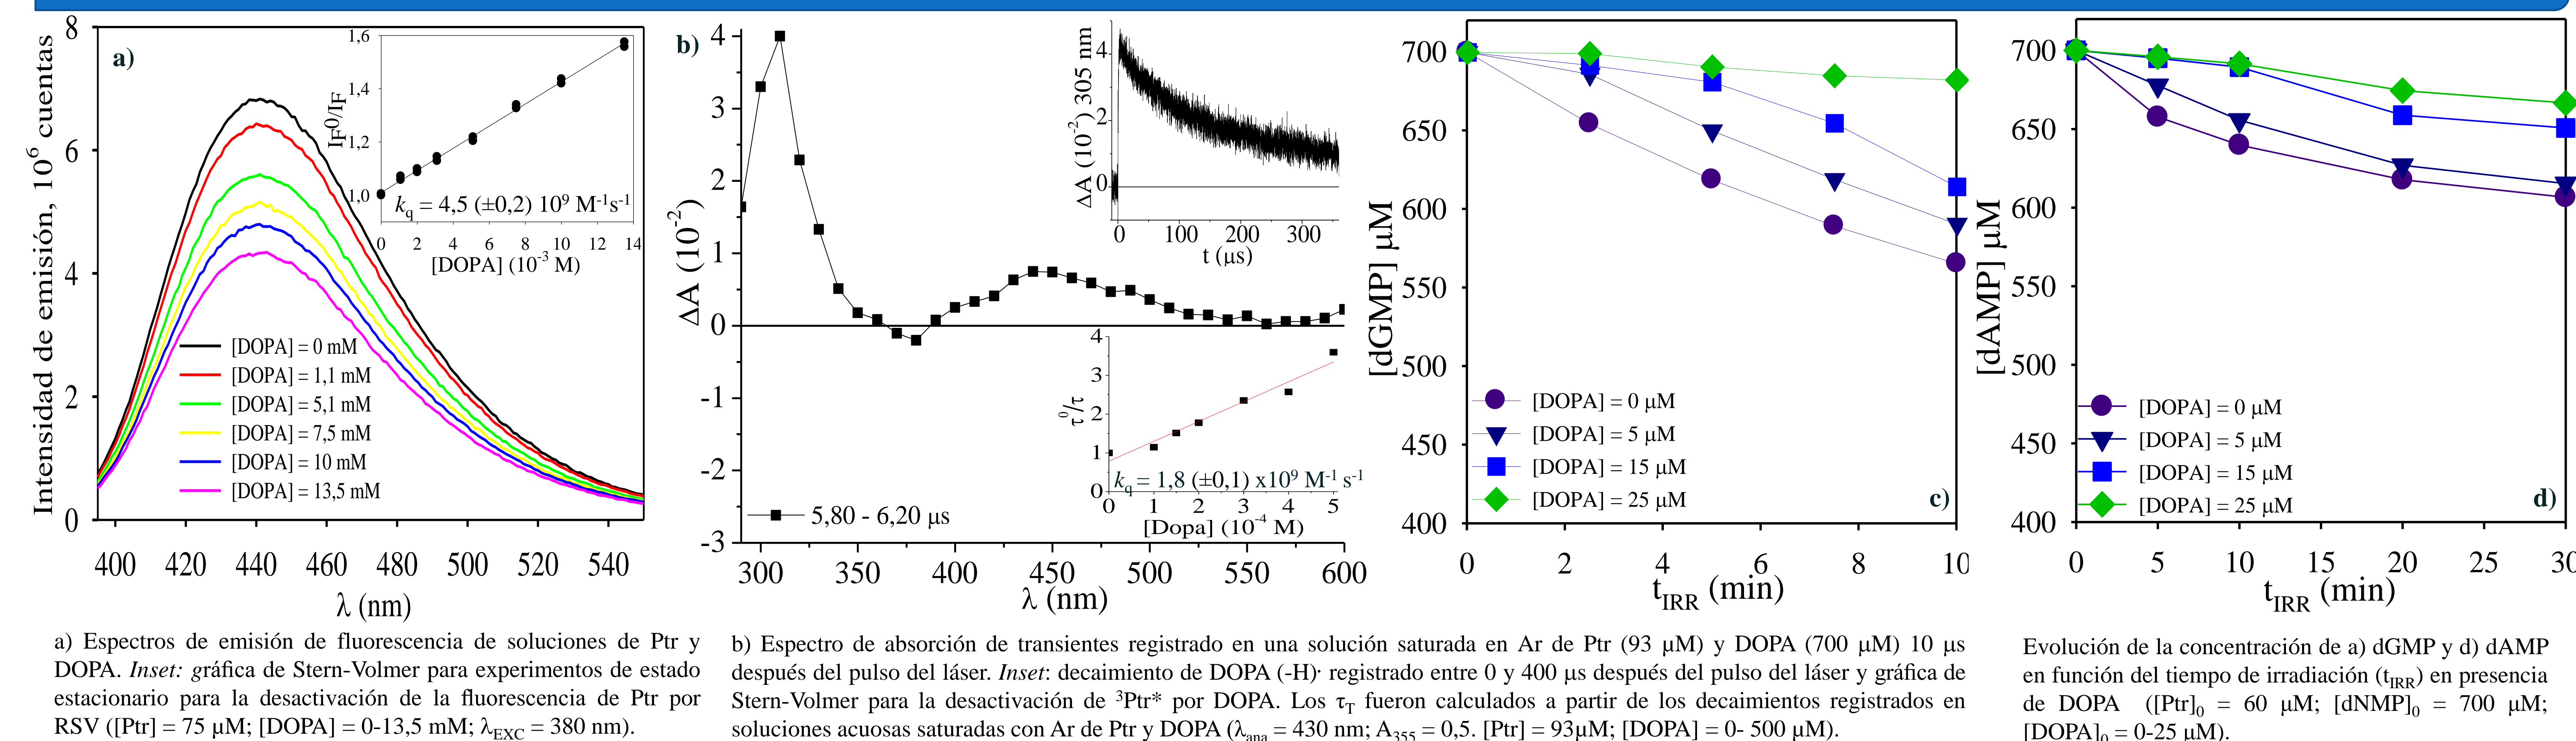 a)
Intensidad de emisión, 10⁶ cuentas
8
6
4
2
0
400 420 440 460 480 500 520 540
λ (nm)
[DOPA] = 0 mM
[DOPA] = 1,1 mM
[DOPA] = 5,1 mM
[DOPA] = 7,5 mM
[DOPA] = 10 mM
[DOPA] = 13,5 mM
I_F⁰/I_F
1,6
1,4
1,2
1,0
k_q = 4,5 (±0,2) 10⁹ M⁻¹s⁻¹
0 2 4 6 8 10 12 14
[DOPA] (10⁻³ M)
b)
ΔA (10⁻²)
4
3
2
1
0
-1
-2
-3
300 350 400 450 500 550 600
λ (nm)
5,80 - 6,20 μs
ΔA (10⁻²) 305 nm
4
2
0
0 100 200 300
t (μs)
τ⁰/τ
4
3
2
1
0
k_q = 1,8 (±0,1) x10⁹ M⁻¹ s⁻¹
0 1 2 3 4 5
[Dopa] (10⁻⁴ M)
[dGMP] μM
700
650
600
550
500
450
400
[DOPA] = 0 μM
[DOPA] = 5 μM
[DOPA] = 15 μM
[DOPA] = 25 μM
c)
0 2 4 6 8 10
t_IRR (min)
[dAMP] μM
700
650
600
550
500
450
400
[DOPA] = 0 μM
[DOPA] = 5 μM
[DOPA] = 15 μM
[DOPA] = 25 μM
d)
0 5 10 15 20 25 30
t_IRR (min)
a) Espectros de emisión de fluorescencia de soluciones de Ptr y
DOPA. Inset: gráfica de Stern-Volmer para experimentos de estado
estacionario para la desactivación de la fluorescencia de Ptr por
RSV ([Ptr] = 75 μM; [DOPA] = 0-13,5 mM; λ_EXC = 380 nm).
b) Espectro de absorción de transientes registrado en una solución saturada en Ar de Ptr (93 μM) y DOPA (700 μM) 10 μs
después del pulso del láser. Inset: decaimiento de DOPA (-H)· registrado entre 0 y 400 μs después del pulso del láser y gráfica de
Stern-Volmer para la desactivación de ³Ptr* por DOPA. Los τ_T fueron calculados a partir de los decaimientos registrados en
soluciones acuosas saturadas con Ar de Ptr y DOPA (λ_ana = 430 nm; A₃₅₅ = 0,5. [Ptr] = 93μM; [DOPA] = 0- 500 μM).
Evolución de la concentración de a) dGMP y d) dAMP
en función del tiempo de irradiación (t_IRR) en presencia
de DOPA ([Ptr]₀ = 60 μM; [dNMP]₀ = 700 μM;
[DOPA]₀ = 0-25 μM).